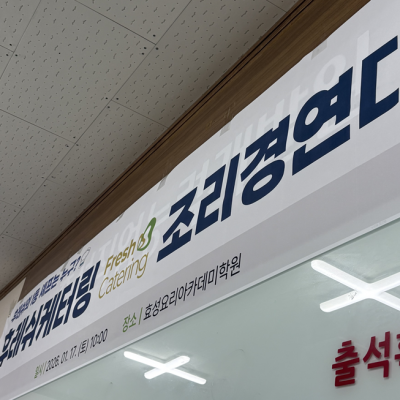 후레쉬케터링
Fresh
Catering
조리경연대
일시 | 2026. 01. 17. (토) 10:00
장소 | 효성요리아카데미학원
출석